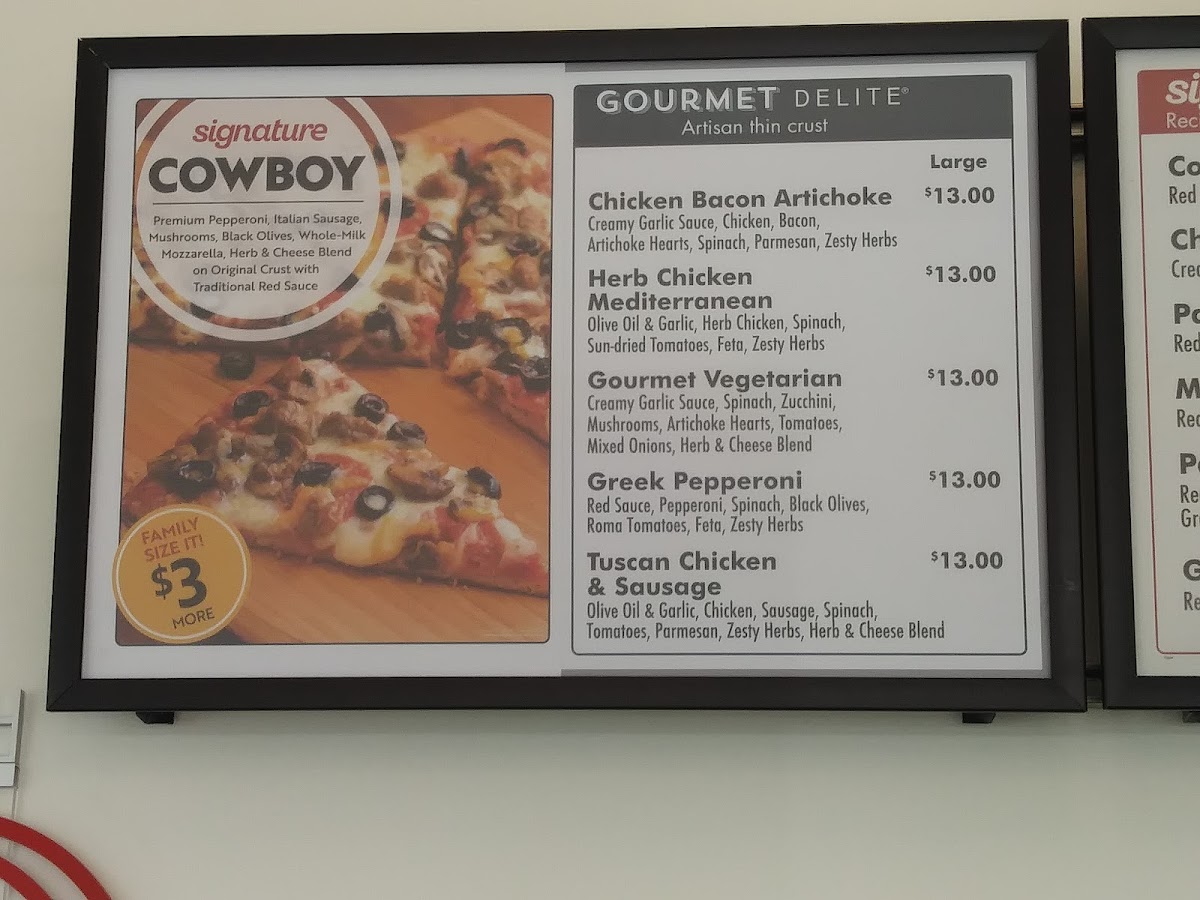 signature
COWBOY
Premium Pepperoni, Italian Sausage,
Mushrooms, Black Olives, Whole-Milk
Mozzarella, Herb & Cheese Blend
on Original Crust with
Traditional Red Sauce
FAMILY
SIZE IT!
$3
MORE
GOURMET DELITE®
Artisan thin crust
Large
Chicken Bacon Artichoke $13.00
Creamy Garlic Sauce, Chicken, Bacon,
Artichoke Hearts, Spinach, Parmesan, Zesty Herbs
Herb Chicken $13.00
Mediterranean
Olive Oil & Garlic, Herb Chicken, Spinach,
Sun-dried Tomatoes, Feta, Zesty Herbs
Gourmet Vegetarian $13.00
Creamy Garlic Sauce, Spinach, Zucchini,
Mushrooms, Artichoke Hearts, Tomatoes,
Mixed Onions, Herb & Cheese Blend
Greek Pepperoni $13.00
Red Sauce, Pepperoni, Spinach, Black Olives,
Roma Tomatoes, Feta, Zesty Herbs
Tuscan Chicken $13.00
& Sausage
Olive Oil & Garlic, Chicken, Sausage, Spinach,
Tomatoes, Parmesan, Zesty Herbs, Herb & Cheese Blend
Red
Red